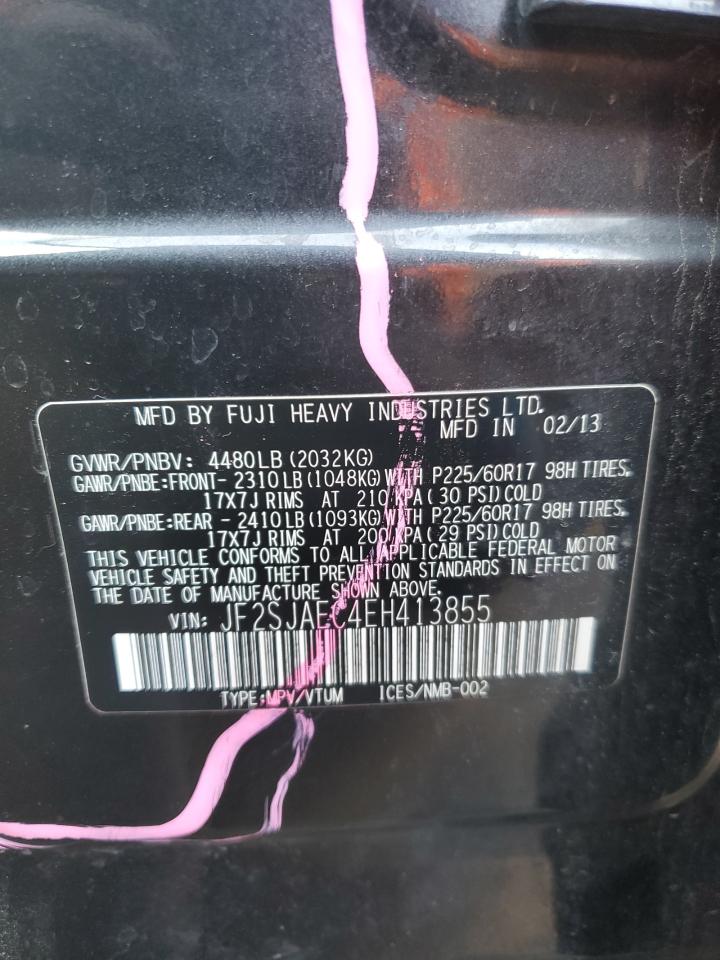 MFD BY FUJI HEAVY INDUSTRIES LTD.
MFD IN 02/13
GVWR/PNBV: 4480LB(2032KG)
GAWR/PNBE:FRONT- 2310LB(1048KG)WITH P225/60R17 98H TIRES,
17X7J RIMS AT 210 KPA(30 PSI)COLD
GAWR/PNBE:REAR - 2410LB(1093KG)WITH P225/60R17 98H TIRES,
17X7J RIMS AT 200 KPA(29 PSI)COLD
THIS VEHICLE CONFORMS TO ALL APPLICABLE FEDERAL MOTOR
VEHICLE SAFETY AND THEFT PREVENTION STANDARDS IN EFFECT ON
THE DATE OF MANUFACTURE SHOWN ABOVE.
VIN: JF2SJAEC4EH413855
TYPE:MPV/VTUM ICES/NMB-002